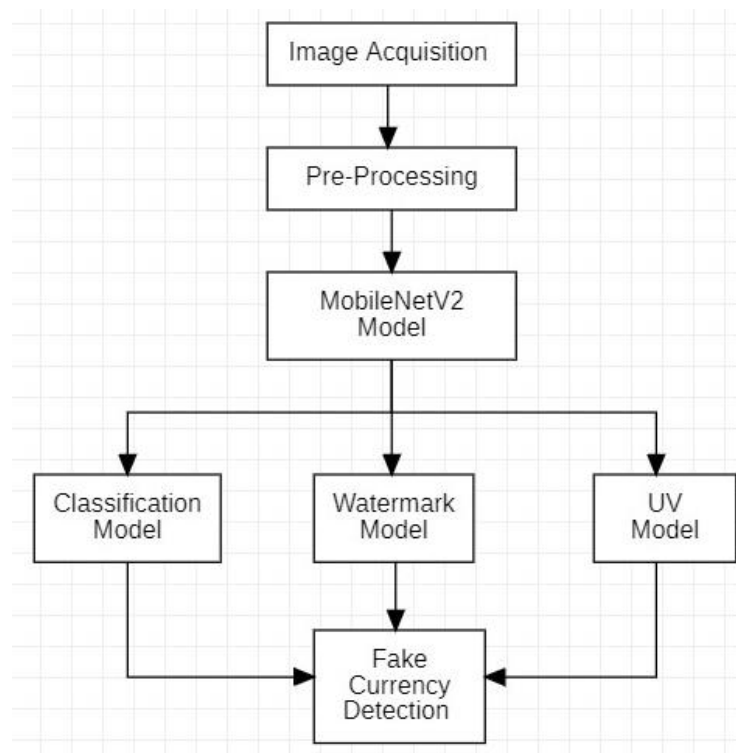 Image Acquisition
Pre-Processing
MobileNetV2
Model
Classification
Model
Watermark
Model
UV
Model
Fake
Currency
Detection